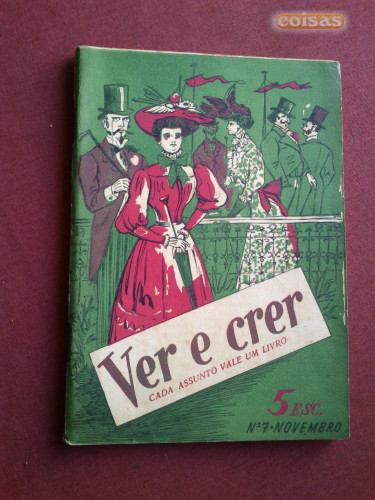 coisas
Ver e crer
CADA ASSUNTO VALE UM LIVRO
5 ESC.
Nº7•NOVEMBRO